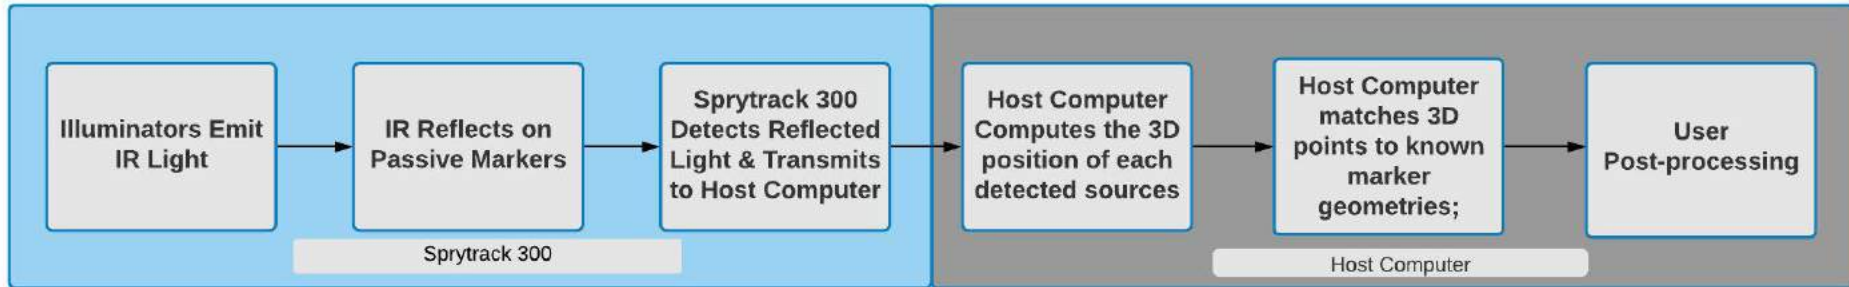 Illuminators Emit
IR Light
IR Reflects on
Passive Markers
Sprytrack 300
Detects Reflected
Light & Transmits
to Host Computer
Host Computer
Computes the 3D
position of each
detected sources
Host Computer
matches 3D
points to known
marker
geometries;
User
Post-processing
Sprytrack 300
Host Computer